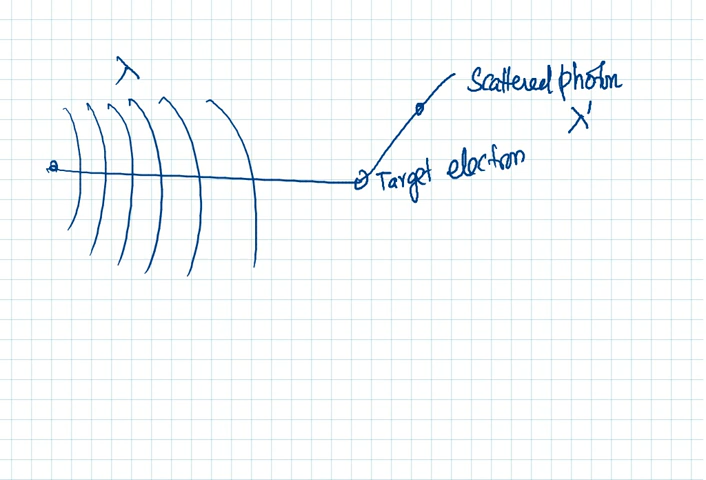 λ
Scattered photon
λ'
Target electron